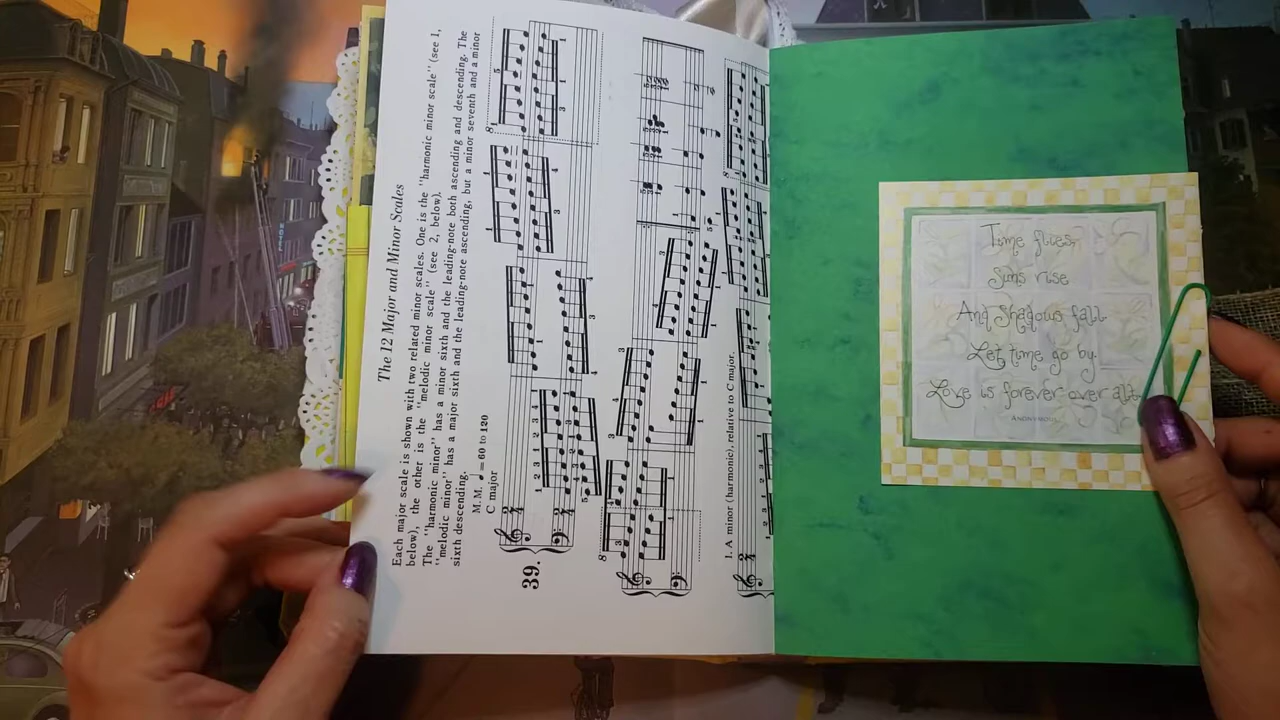 The 12 Major and Minor Scales
Each major scale is shown with two related minor scales. One is the "harmonic minor scale" (see 1,
below), the other is the "melodic minor scale" (see 2, below).
The "harmonic minor" has a minor sixth and the leading-note both ascending and descending. The
"melodic minor" has a major sixth and the leading-note ascending, but a minor seventh and a minor
sixth descending.
M. M. ♩ = 60 to 120
C major
39.
1. A minor (harmonic), relative to C major.
Time flies,
Suns rise
And Shadows fall
Let time go by.
Love is forever over all.
Anonymous